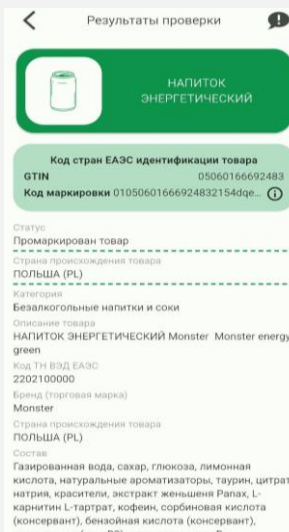 Результаты проверки
НАПИТОК
ЭНЕРГЕТИЧЕСКИЙ
Код стран ЕАЭС идентификации товара
GTIN 05060166692483
Код маркировки 0105060166692483​2154dqe...
Статус
Промаркирован товар
Страна происхождения товара
ПОЛЬША (PL)
Категория
Безалкогольные напитки и соки
Описание товара
НАПИТОК ЭНЕРГЕТИЧЕСКИЙ Monster Monster energy
green
Код ТН ВЭД ЕАЭС
2202100000
Бренд (торговая марка)
Monster
Страна происхождения товара
ПОЛЬША (PL)
Состав
Газированная вода, сахар, глюкоза, лимонная
кислота, натуральные ароматизаторы, таурин, цитрат
натрия, красители, экстракт женьшеня Panax, L-
карнитин L-тартрат, кофеин, сорбиновая кислота
(консервант), бензойная кислота (консервант),